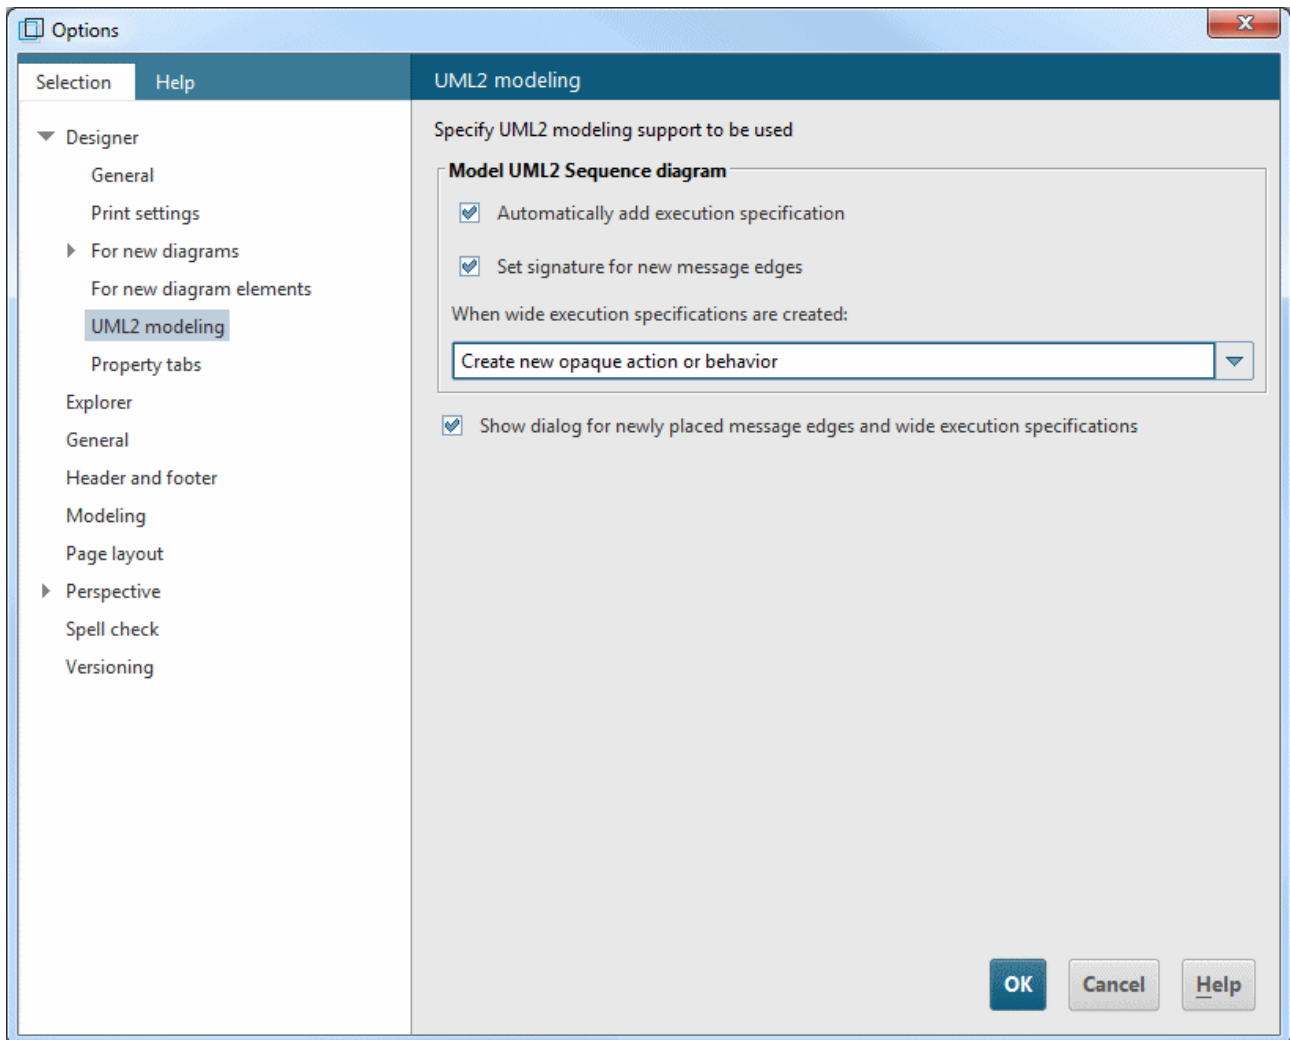 Options
Selection
Help
Designer
General
Print settings
For new diagrams
For new diagram elements
UML2 modeling
Property tabs
Explorer
General
Header and footer
Modeling
Page layout
Perspective
Spell check
Versioning
UML2 modeling
Specify UML2 modeling support to be used
Model UML2 Sequence diagram
Automatically add execution specification
Set signature for new message edges
When wide execution specifications are created:
Create new opaque action or behavior
Show dialog for newly placed message edges and wide execution specifications
OK
Cancel
Help